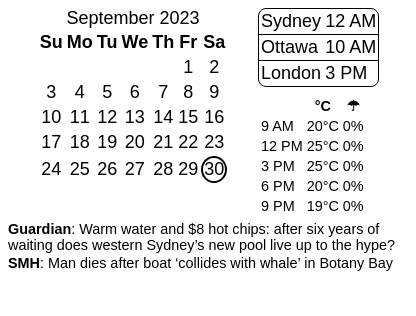 September 2023
Su Mo Tu We Th Fr Sa
1 2
3 4 5 6 7 8 9
10 11 12 13 14 15 16
17 18 19 20 21 22 23
24 25 26 27 28 29 30
Sydney 12 AM
Ottawa 10 AM
London 3 PM
°C ☂
9 AM 20°C 0%
12 PM 25°C 0%
3 PM 25°C 0%
6 PM 20°C 0%
9 PM 19°C 0%
Guardian: Warm water and $8 hot chips: after six years of
waiting does western Sydney’s new pool live up to the hype?
SMH: Man dies after boat ‘collides with whale’ in Botany Bay